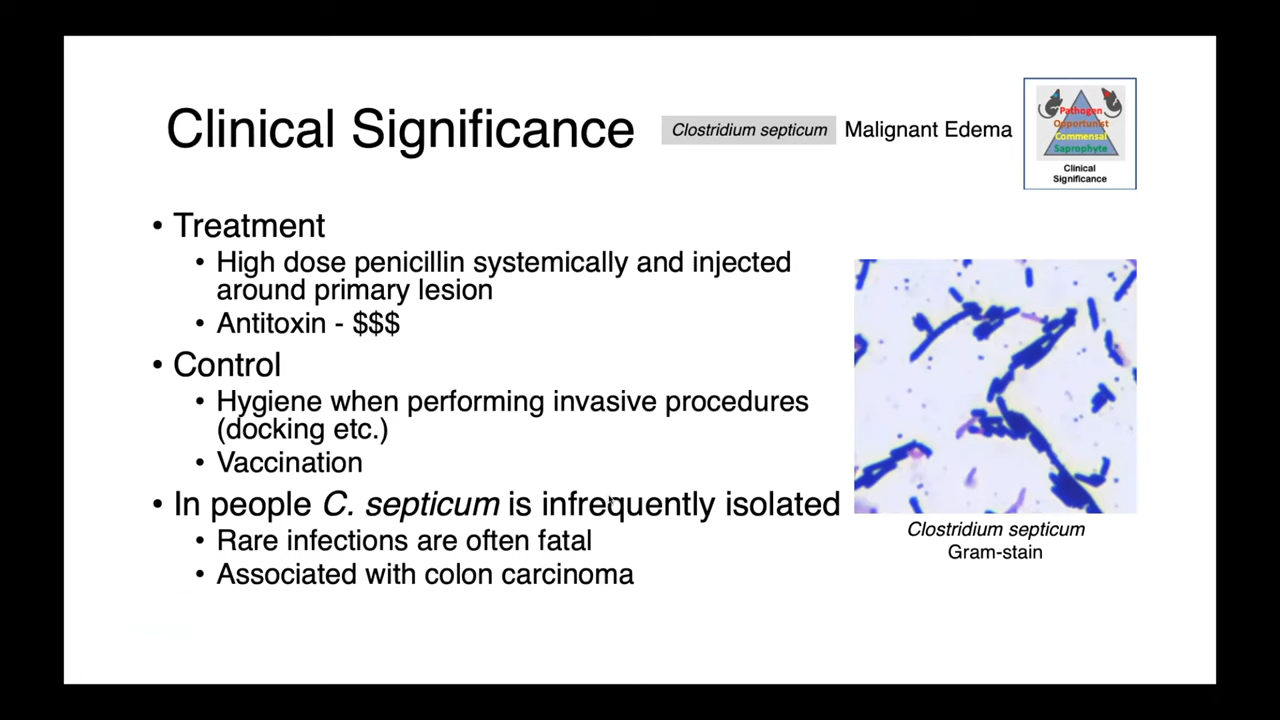 Clinical Significance
Clostridium septicum
Malignant Edema
Pathogen
Opportunist
Commensal
Saprophyte
Clinical
Significance
• Treatment
• High dose penicillin systemically and injected
around primary lesion
• Antitoxin - $$$
• Control
• Hygiene when performing invasive procedures
(docking etc.)
• Vaccination
• In people C. septicum is infrequently isolated
• Rare infections are often fatal
• Associated with colon carcinoma
Clostridium septicum
Gram-stain